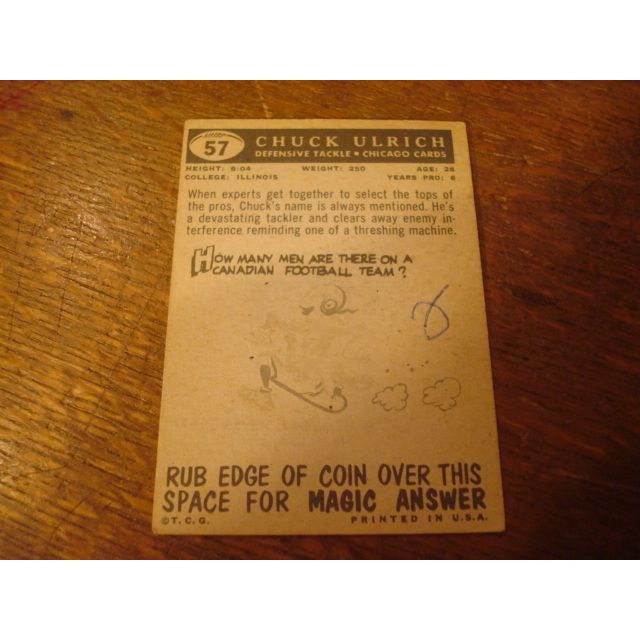 57
CHUCK ULRICH
DEFENSIVE TACKLE • CHICAGO CARDS
HEIGHT: 6:04 WEIGHT: 250 AGE: 28
COLLEGE: ILLINOIS YEARS PRO: 6
When experts get together to select the tops of
the pros, Chuck's name is always mentioned. He's
a devastating tackler and clears away enemy in-
terference reminding one of a threshing machine.
HOW MANY MEN ARE THERE ON A
CANADIAN FOOTBALL TEAM?
RUB EDGE OF COIN OVER THIS
SPACE FOR MAGIC ANSWER
©T.C.G. PRINTED IN U.S.A.